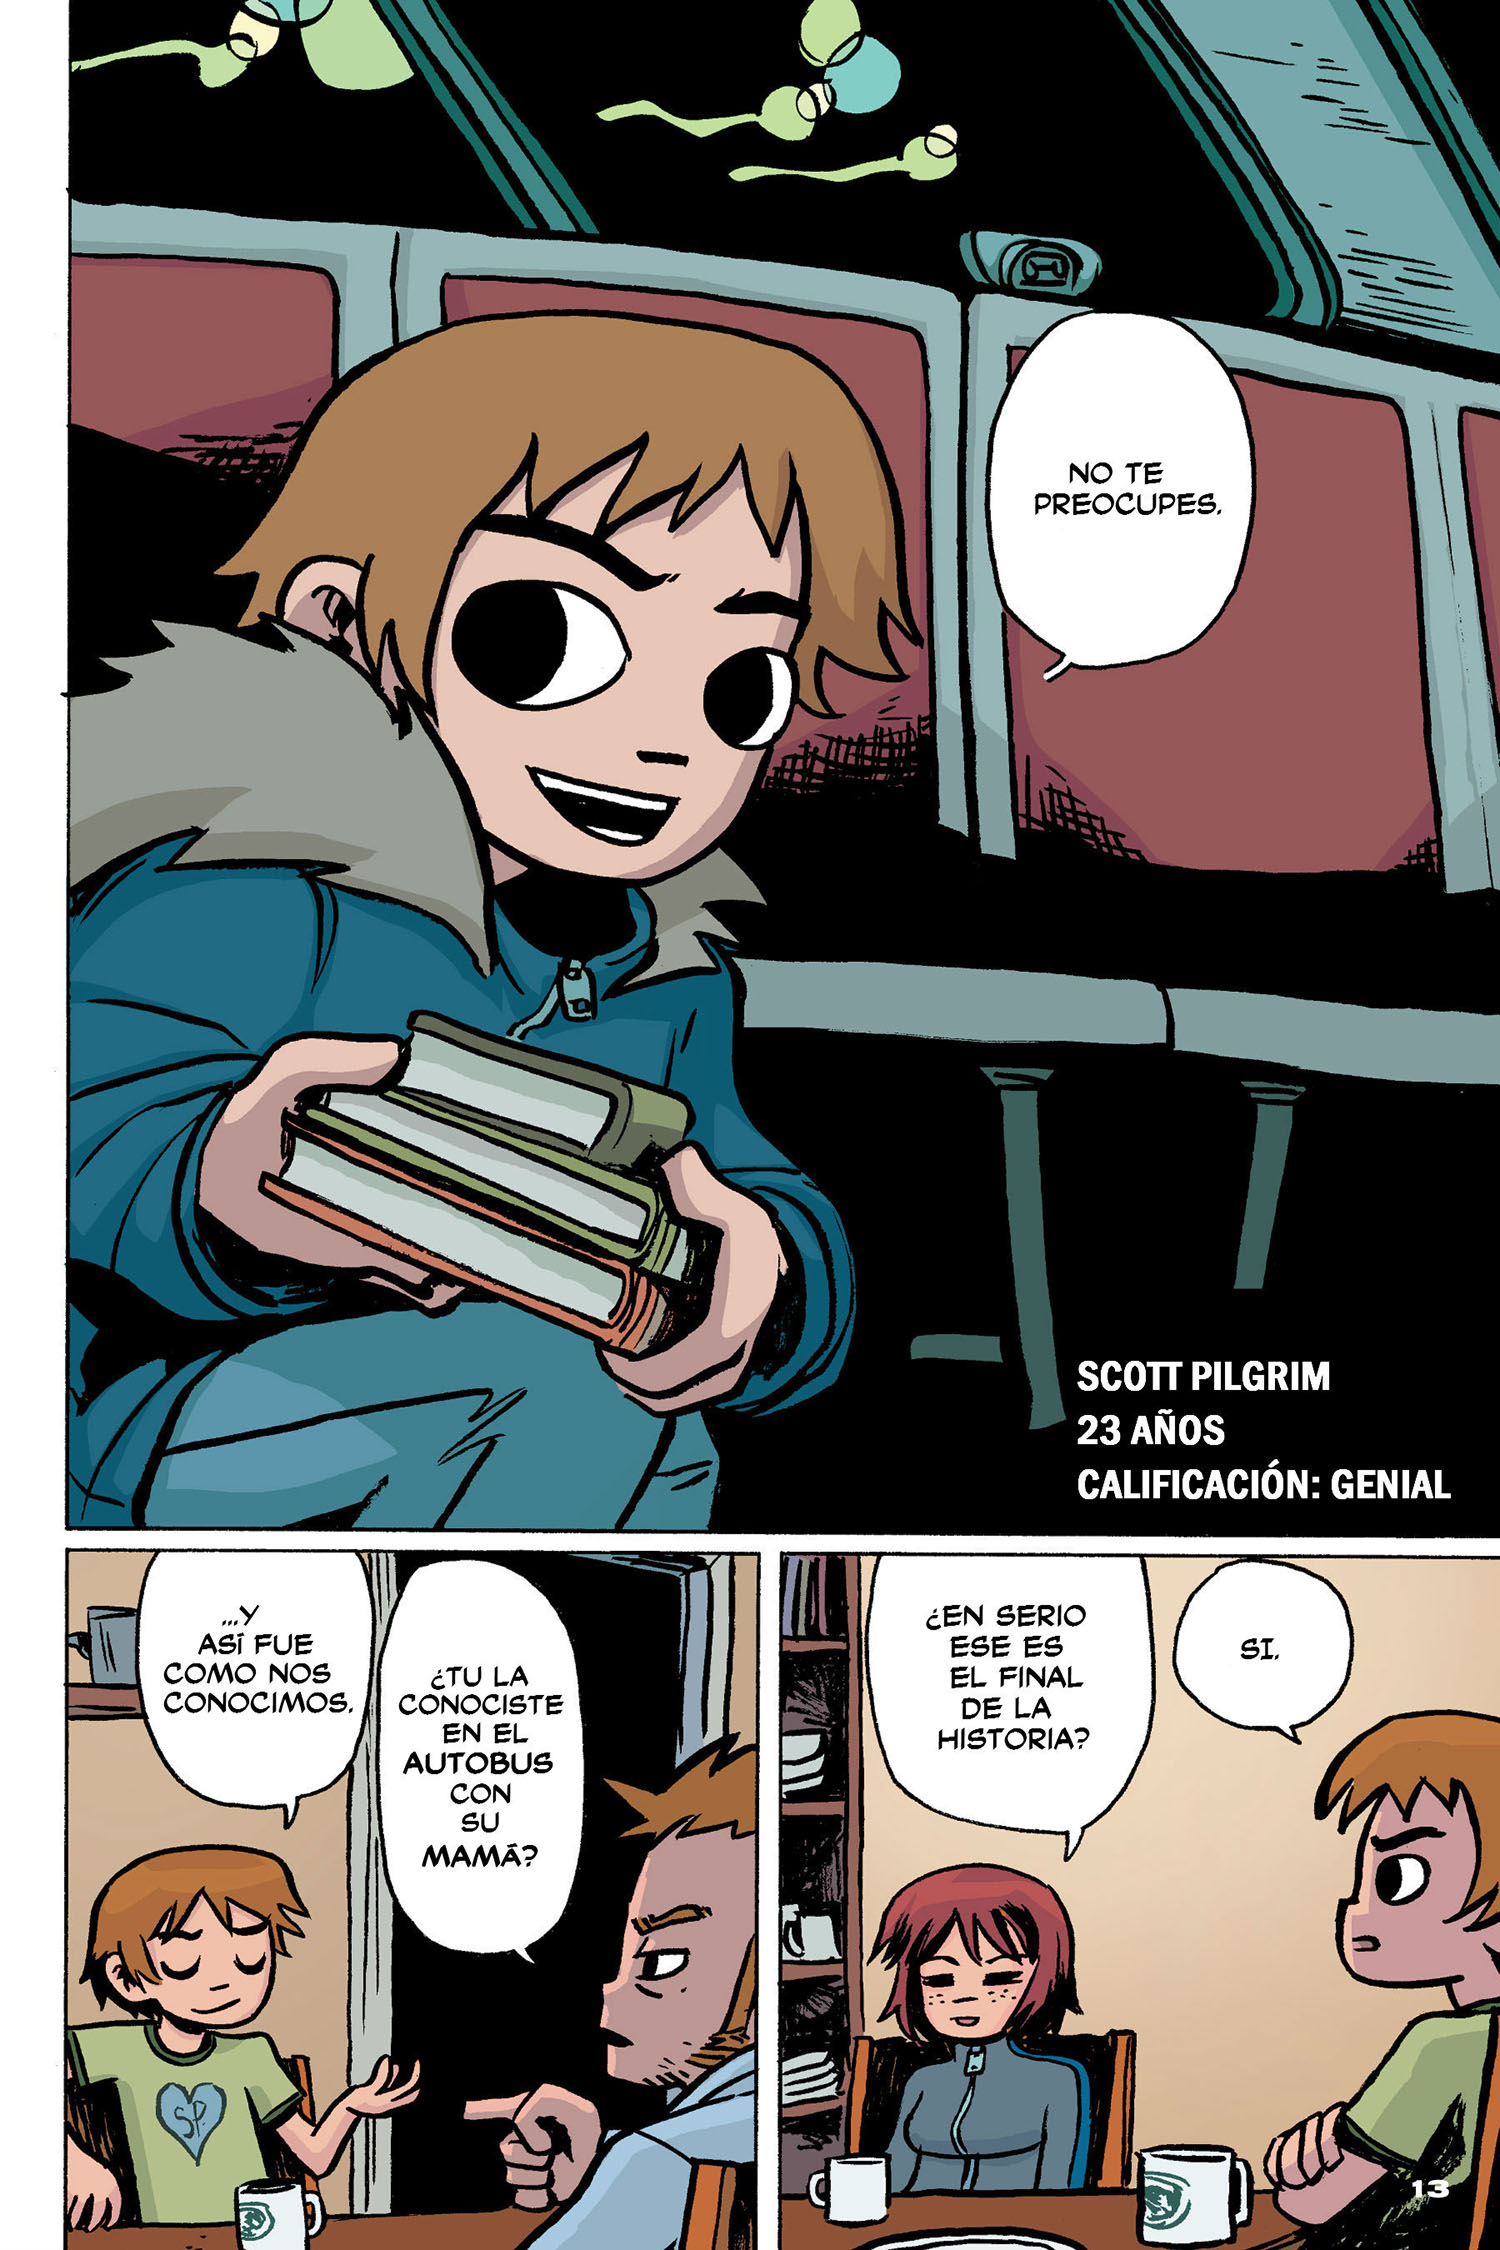 NO TE
PREOCUPES.
SCOTT PILGRIM
23 AÑOS
CALIFICACIÓN: GENIAL
...Y
ASÍ FUE
COMO NOS
CONOCIMOS.
¿TU LA
CONOCISTE
EN EL
AUTOBUS
CON
SU
MAMÁ?
S.P.
¿EN SERIO
ESE ES
EL FINAL
DE LA
HISTORIA?
SI.
13